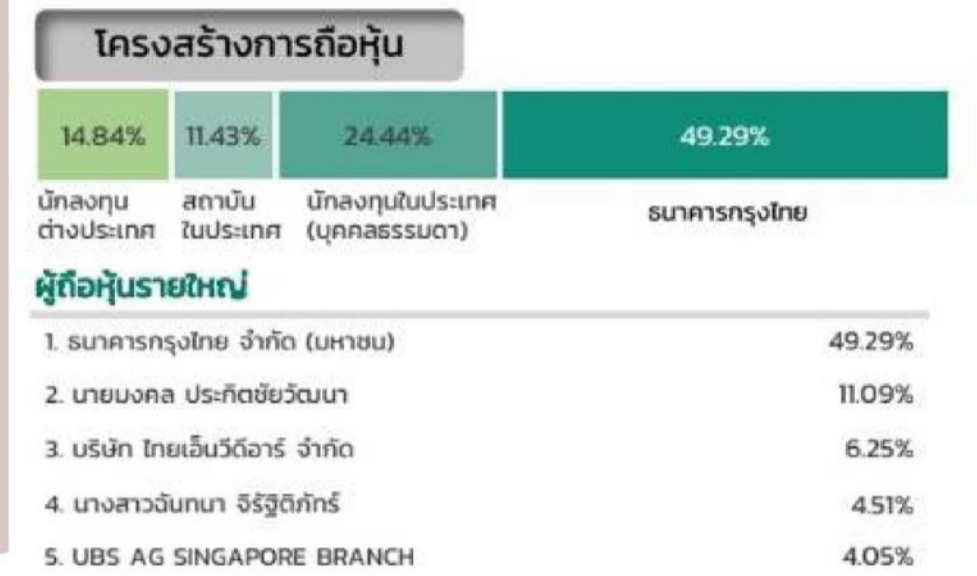 โครงสร้างการถือหุ้น
14.84% 11.43% 24.44% 49.29%
นักลงทุน สถาบัน นักลงทุนในประเทศ ธนาคารกรุงไทย
ต่างประเทศ ในประเทศ (บุคคลธรรมดา)
ผู้ถือหุ้นรายใหญ่
1. ธนาคารกรุงไทย จำกัด (มหาชน) 49.29%
2. นายมงคล ประกิตชัยวัฒนา 11.09%
3. บริษัท ไทยเอ็นวีดีอาร์ จำกัด 6.25%
4. นางสาวฉันทนา จิรัฐิติภัทร์ 4.51%
5. UBS AG SINGAPORE BRANCH 4.05%